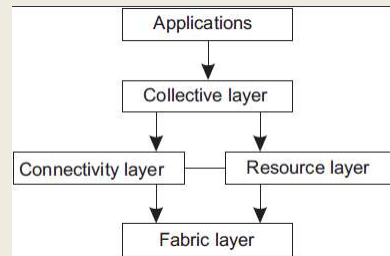 Applications
Collective layer
Connectivity layer
Resource layer
Fabric layer